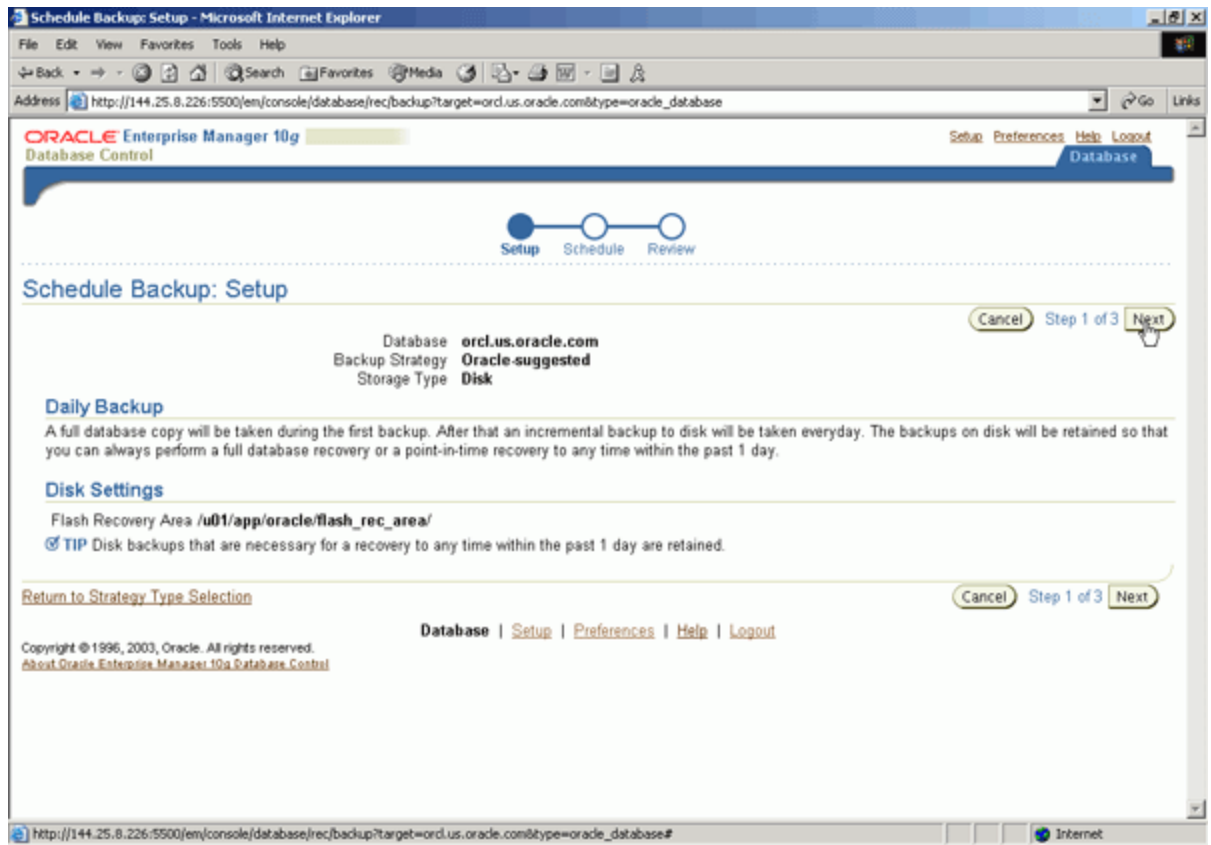 Schedule Backup: Setup - Microsoft Internet Explorer
File Edit View Favorites Tools Help
Back Search Favorites Media
Address http://144.25.8.226:5500/em/console/database/rec/backup?target=orcl.us.oracle.com&type=oracle_database Go Links
ORACLE Enterprise Manager 10g
Database Control
Setup Preferences Help Logout
Database
Setup Schedule Review
Schedule Backup: Setup
Cancel Step 1 of 3 Next
Database orcl.us.oracle.com
Backup Strategy Oracle-suggested
Storage Type Disk
Daily Backup
A full database copy will be taken during the first backup. After that an incremental backup to disk will be taken everyday. The backups on disk will be retained so that
you can always perform a full database recovery or a point-in-time recovery to any time within the past 1 day.
Disk Settings
Flash Recovery Area /u01/app/oracle/flash_rec_area/
TIP Disk backups that are necessary for a recovery to any time within the past 1 day are retained.
Return to Strategy Type Selection
Cancel Step 1 of 3 Next
Database | Setup | Preferences | Help | Logout
Copyright © 1996, 2003, Oracle. All rights reserved.
About Oracle Enterprise Manager 10g Database Control
http://144.25.8.226:5500/em/console/database/rec/backup?target=orcl.us.oracle.com&type=oracle_database# Internet